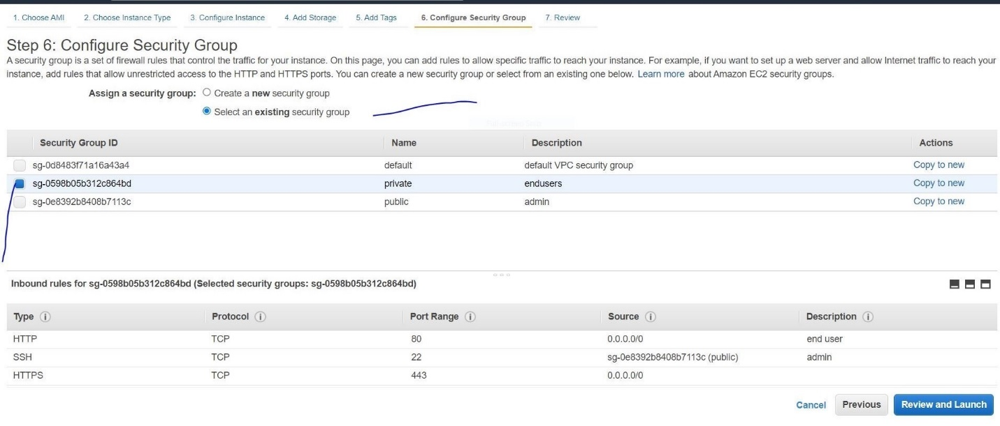 1. Choose AMI 2. Choose Instance Type 3. Configure Instance 4. Add Storage 5. Add Tags 6. Configure Security Group 7. Review
Step 6: Configure Security Group
A security group is a set of firewall rules that control the traffic for your instance. On this page, you can add rules to allow specific traffic to reach your instance. For example, if you want to set up a web server and allow Internet traffic to reach your
instance, add rules that allow unrestricted access to the HTTP and HTTPS ports. You can create a new security group or select from an existing one below. Learn more about Amazon EC2 security groups.
Assign a security group: Create a new security group
Select an existing security group
Security Group ID Name Description Actions
sg-0d8483f71a16a43a4 default default VPC security group Copy to new
sg-0598b05b312c864bd private endusers Copy to new
sg-0e8392b8408b7113c public admin Copy to new
Inbound rules for sg-0598b05b312c864bd (Selected security groups: sg-0598b05b312c864bd)
Type Protocol Port Range Source Description
HTTP TCP 80 0.0.0.0/0 end user
SSH TCP 22 sg-0e8392b8408b7113c (public) admin
HTTPS TCP 443 0.0.0.0/0
Cancel Previous Review and Launch